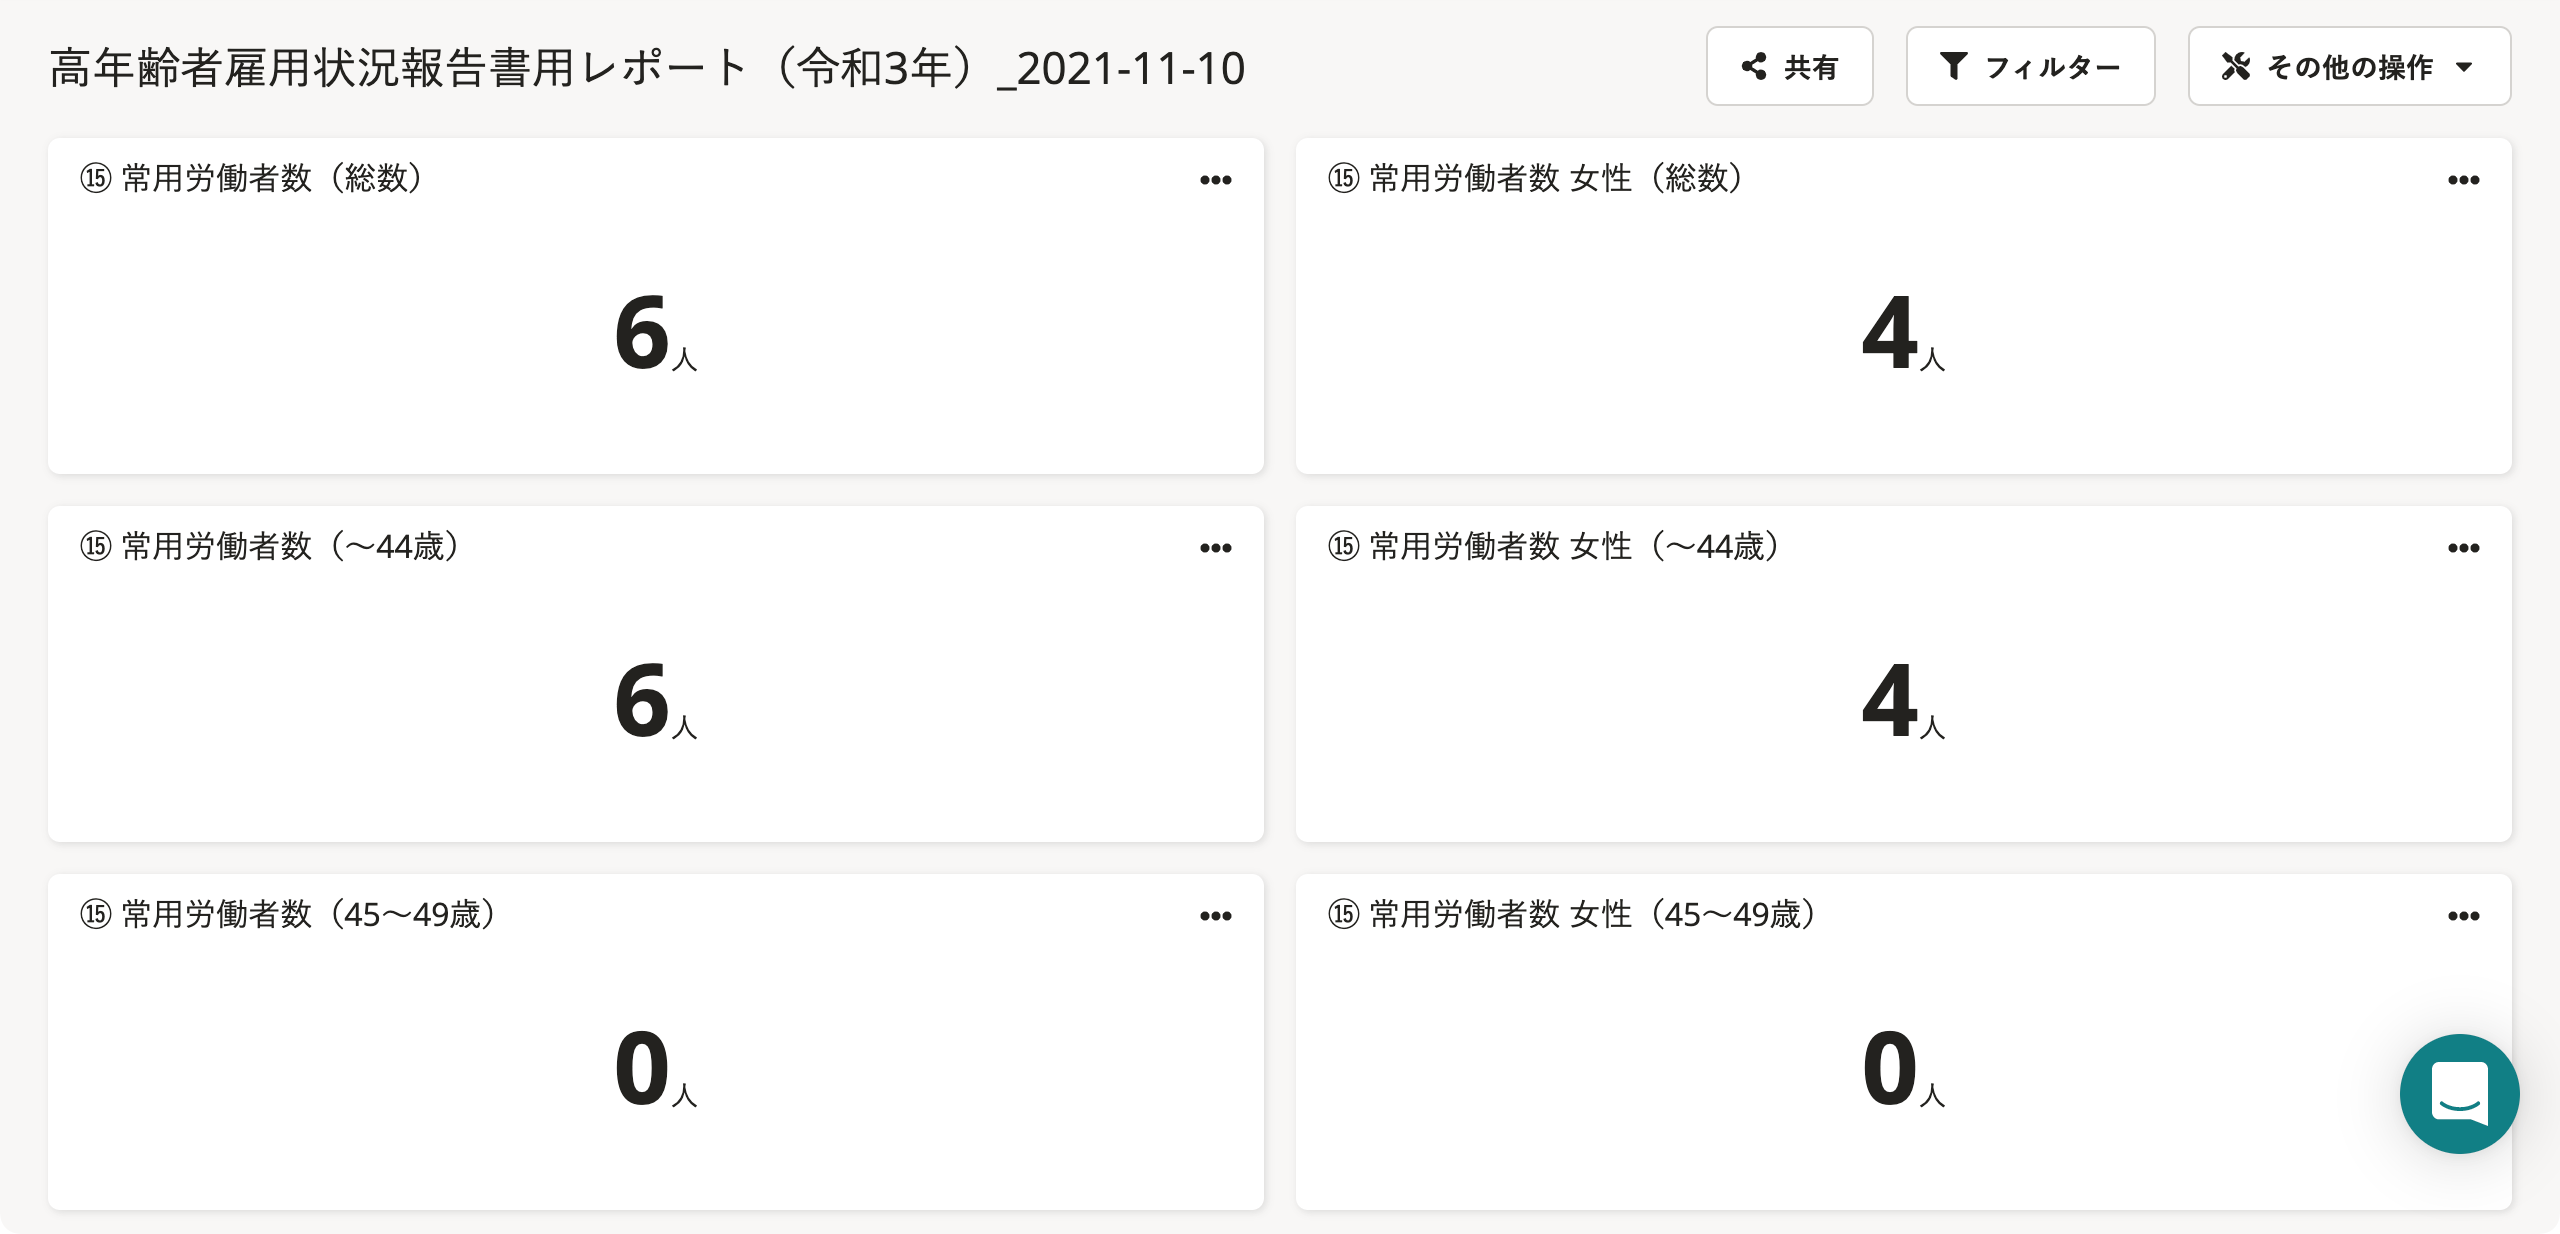 高年齢者雇用状況報告書用レポート（令和3年）_2021-11-10
共有
フィルター
その他の操作
⑮ 常用労働者数（総数）
6人
⑮ 常用労働者数 女性（総数）
4人
⑮ 常用労働者数（〜44歳）
6人
⑮ 常用労働者数 女性（〜44歳）
4人
⑮ 常用労働者数（45〜49歳）
0人
⑮ 常用労働者数 女性（45〜49歳）
0人